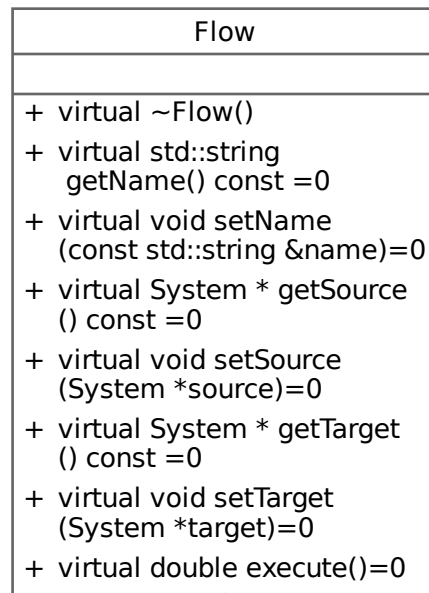 Flow
+ virtual ~Flow()
+ virtual std::string
getName() const =0
+ virtual void setName
(const std::string &name)=0
+ virtual System * getSource
() const =0
+ virtual void setSource
(System *source)=0
+ virtual System * getTarget
() const =0
+ virtual void setTarget
(System *target)=0
+ virtual double execute()=0